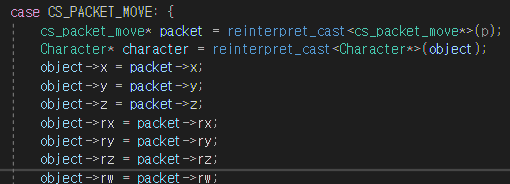 case CS_PACKET_MOVE: {
cs_packet_move* packet = reinterpret_cast<cs_packet_move*>(p);
Character* character = reinterpret_cast<Character*>(object);
object->x = packet->x;
object->y = packet->y;
object->z = packet->z;
object->rx = packet->rx;
object->ry = packet->ry;
object->rz = packet->rz;
object->rw = packet->rw;